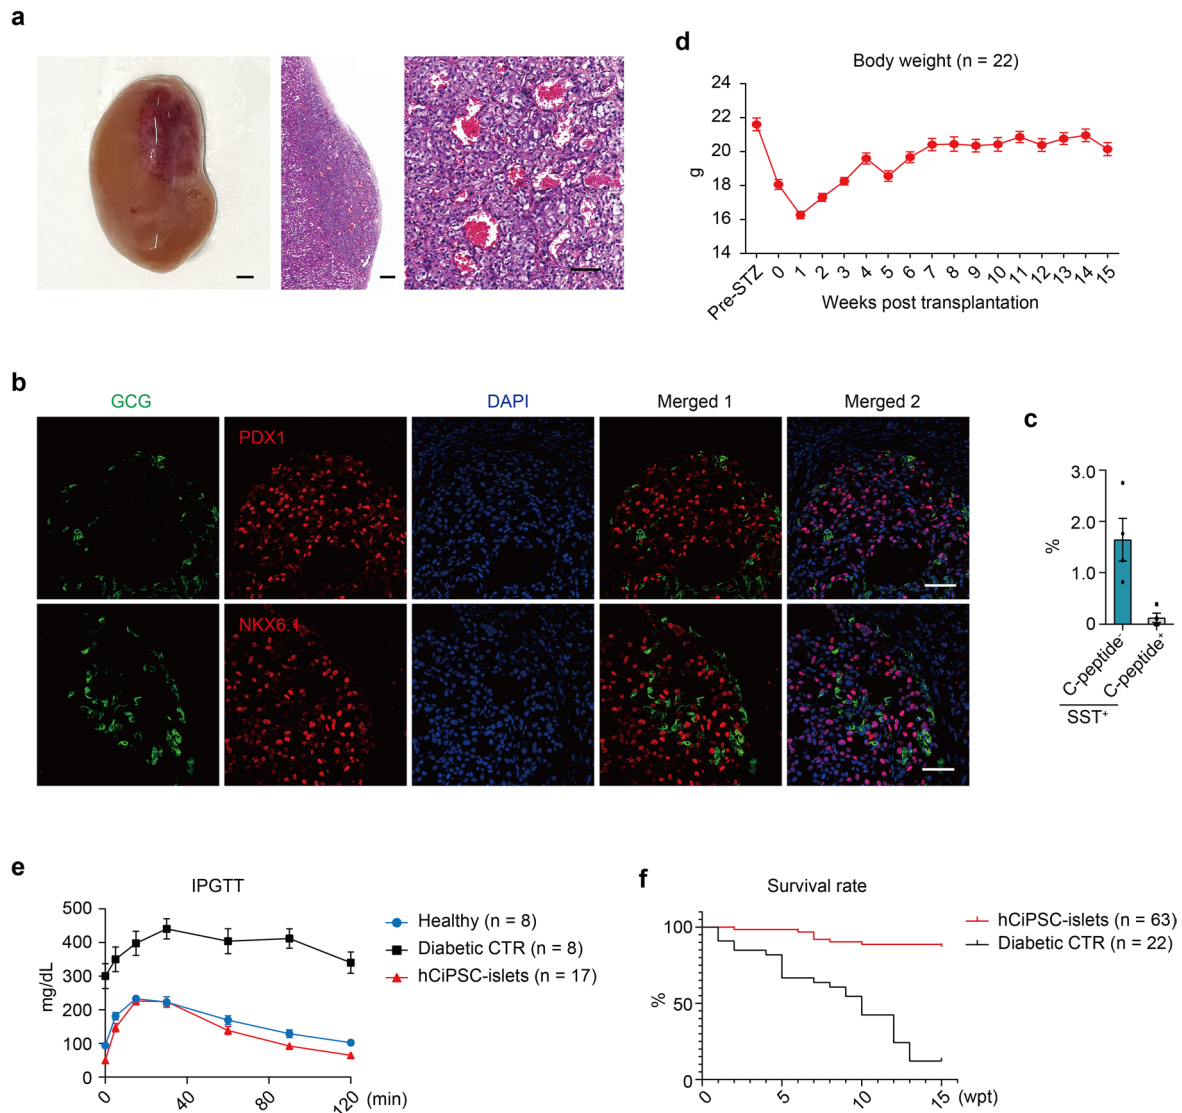 a
d
Body weight (n = 22)
24
22
20
18
16
14
g
Pre-STZ
0
1
2
3
4
5
6
7
8
9
10
11
12
13
14
15
Weeks post transplantation
b
GCG
DAPI
Merged 1
Merged 2
PDX1
NKX6.1
c
3.0
2.0
1.0
0
%
C-peptide⁻
C-peptide⁺
SST⁺
e
IPGTT
500
400
300
200
100
0
mg/dL
0
40
80
120
(min)
Healthy (n = 8)
Diabetic CTR (n = 8)
hCiPSC-islets (n = 17)
f
Survival rate
100
50
0
%
0
5
10
15
(wpt)
hCiPSC-islets (n = 63)
Diabetic CTR (n = 22)